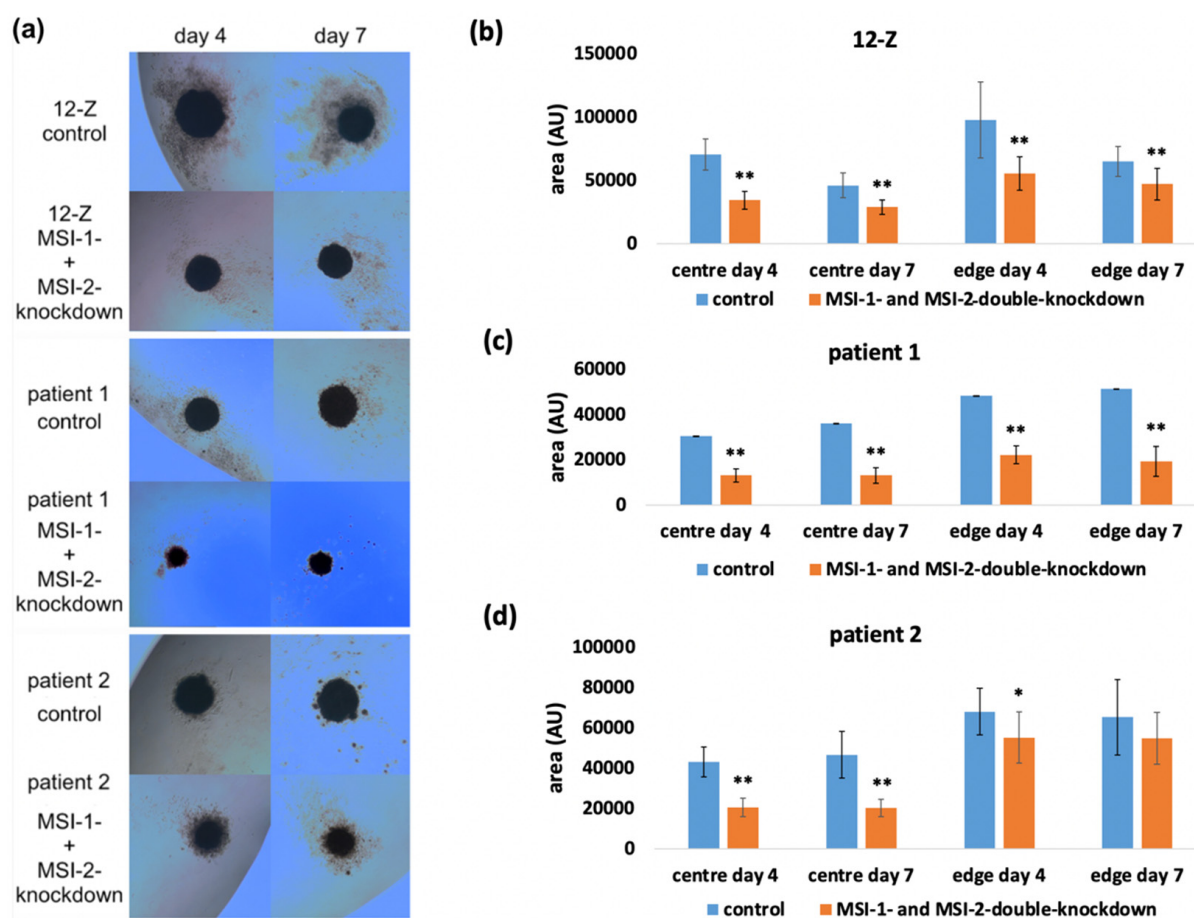 (a)
day 4 day 7
12-Z
control
12-Z
MSI-1-
+
MSI-2-
knockdown
patient 1
control
patient 1
MSI-1-
+
MSI-2-
knockdown
patient 2
control
patient 2
MSI-1-
+
MSI-2-
knockdown
(b)
12-Z
area (AU)
150000
100000
50000
0
** ** ** **
centre day 4 centre day 7 edge day 4 edge day 7
control MSI-1- and MSI-2-double-knockdown
(c)
patient 1
area (AU)
60000
40000
20000
0
** ** ** **
centre day 4 centre day 7 edge day 4 edge day 7
control MSI-1- and MSI-2-double-knockdown
(d)
patient 2
area (AU)
100000
80000
60000
40000
20000
0
** ** *
centre day 4 centre day 7 edge day 4 edge day 7
control MSI-1- and MSI-2-double-knockdown